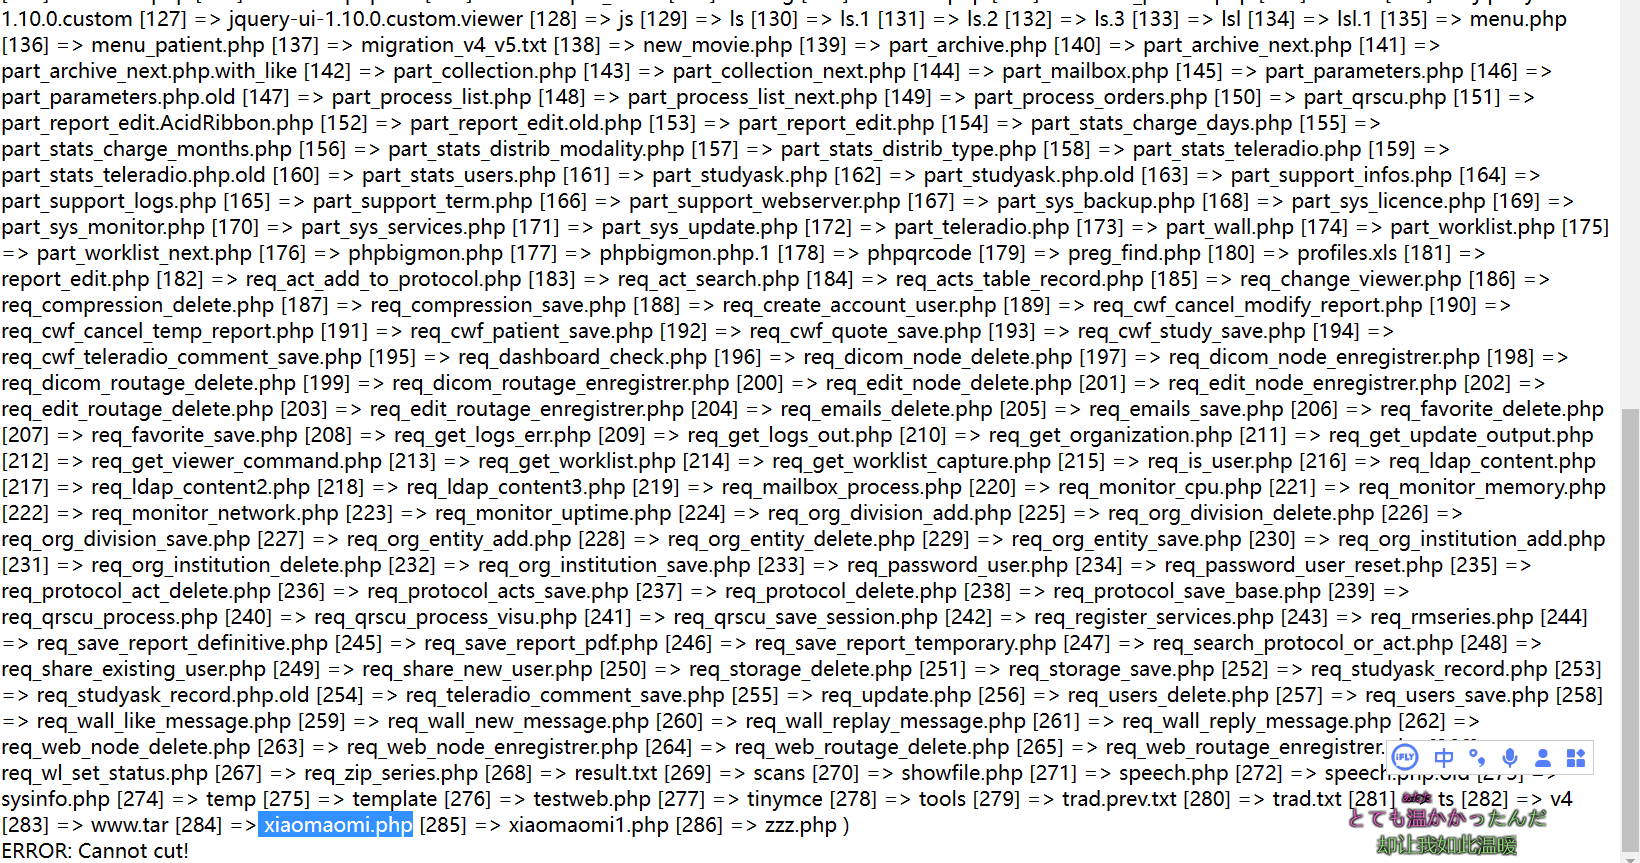 1.10.0.custom [127] => jquery-ui-1.10.0.custom.viewer [128] => js [129] => ls [130] => ls.1 [131] => ls.2 [132] => ls.3 [133] => lsl [134] => lsl.1 [135] => menu.php
[136] => menu_patient.php [137] => migration_v4_v5.txt [138] => new_movie.php [139] => part_archive.php [140] => part_archive_next.php [141] =>
part_archive_next.php.with_like [142] => part_collection.php [143] => part_collection_next.php [144] => part_mailbox.php [145] => part_parameters.php [146] =>
part_parameters.php.old [147] => part_process_list.php [148] => part_process_list_next.php [149] => part_process_orders.php [150] => part_qrscu.php [151] =>
part_report_edit.AcidRibbon.php [152] => part_report_edit.old.php [153] => part_report_edit.php [154] => part_stats_charge_days.php [155] =>
part_stats_charge_months.php [156] => part_stats_distrib_modality.php [157] => part_stats_distrib_type.php [158] => part_stats_teleradio.php [159] =>
part_stats_teleradio.php.old [160] => part_stats_users.php [161] => part_studyask.php [162] => part_studyask.php.old [163] => part_support_infos.php [164] =>
part_support_logs.php [165] => part_support_term.php [166] => part_support_webserver.php [167] => part_sys_backup.php [168] => part_sys_licence.php [169] =>
part_sys_monitor.php [170] => part_sys_services.php [171] => part_sys_update.php [172] => part_teleradio.php [173] => part_wall.php [174] => part_worklist.php [175]
=> part_worklist_next.php [176] => phpbigmon.php [177] => phpbigmon.php.1 [178] => phpqrcode [179] => preg_find.php [180] => profiles.xls [181] =>
report_edit.php [182] => req_act_add_to_protocol.php [183] => req_act_search.php [184] => req_acts_table_record.php [185] => req_change_viewer.php [186] =>
req_compression_delete.php [187] => req_compression_save.php [188] => req_create_account_user.php [189] => req_cwf_cancel_modify_report.php [190] =>
req_cwf_cancel_temp_report.php [191] => req_cwf_patient_save.php [192] => req_cwf_quote_save.php [193] => req_cwf_study_save.php [194] =>
req_cwf_teleradio_comment_save.php [195] => req_dashboard_check.php [196] => req_dicom_node_delete.php [197] => req_dicom_node_enregistrer.php [198] =>
req_dicom_routage_delete.php [199] => req_dicom_routage_enregistrer.php [200] => req_edit_node_delete.php [201] => req_edit_node_enregistrer.php [202] =>
req_edit_routage_delete.php [203] => req_edit_routage_enregistrer.php [204] => req_emails_delete.php [205] => req_emails_save.php [206] => req_favorite_delete.php
[207] => req_favorite_save.php [208] => req_get_logs_err.php [209] => req_get_logs_out.php [210] => req_get_organization.php [211] => req_get_update_output.php
[212] => req_get_viewer_command.php [213] => req_get_worklist.php [214] => req_get_worklist_capture.php [215] => req_is_user.php [216] => req_ldap_content.php
[217] => req_ldap_content2.php [218] => req_ldap_content3.php [219] => req_mailbox_process.php [220] => req_monitor_cpu.php [221] => req_monitor_memory.php
[222] => req_monitor_network.php [223] => req_monitor_uptime.php [224] => req_org_division_add.php [225] => req_org_division_delete.php [226] =>
req_org_division_save.php [227] => req_org_entity_add.php [228] => req_org_entity_delete.php [229] => req_org_entity_save.php [230] => req_org_institution_add.php
[231] => req_org_institution_delete.php [232] => req_org_institution_save.php [233] => req_password_user.php [234] => req_password_user_reset.php [235] =>
req_protocol_act_delete.php [236] => req_protocol_acts_save.php [237] => req_protocol_delete.php [238] => req_protocol_save_base.php [239] =>
req_qrscu_process.php [240] => req_qrscu_process_visu.php [241] => req_qrscu_save_session.php [242] => req_register_services.php [243] => req_rmseries.php [244]
=> req_save_report_definitive.php [245] => req_save_report_pdf.php [246] => req_save_report_temporary.php [247] => req_search_protocol_or_act.php [248] =>
req_share_existing_user.php [249] => req_share_new_user.php [250] => req_storage_delete.php [251] => req_storage_save.php [252] => req_studyask_record.php [253]
=> req_studyask_record.php.old [254] => req_teleradio_comment_save.php [255] => req_update.php [256] => req_users_delete.php [257] => req_users_save.php [258]
=> req_wall_like_message.php [259] => req_wall_new_message.php [260] => req_wall_replay_message.php [261] => req_wall_reply_message.php [262] =>
req_web_node_delete.php [263] => req_web_node_enregistrer.php [264] => req_web_routage_delete.php [265] => req_web_routage_enregistrer.
iFLY 中
req_wl_set_status.php [267] => req_zip_series.php [268] => result.txt [269] => scans [270] => showfile.php [271] => speech.php [272] => speech.php.old
sysinfo.php [274] => temp [275] => template [276] => testweb.php [277] => tinymce [278] => tools [279] => trad.prev.txt [280] => trad.txt [281] ts [282] => v4
[283] => www.tar [284] => xiaomaomi.php [285] => xiaomaomi1.php [286] => zzz.php )
とても温かかったんだ
却让我如此温暖
ERROR: Cannot cut!